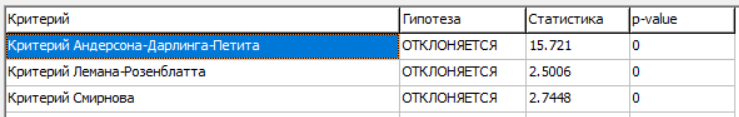 Критерий Гипотеза Статистика p-value
Критерий Андерсона-Дарлинга-Петита ОТКЛОНЯЕТСЯ 15.721 0
Критерий Лемана-Розенблатта ОТКЛОНЯЕТСЯ 2.5006 0
Критерий Смирнова ОТКЛОНЯЕТСЯ 2.7448 0